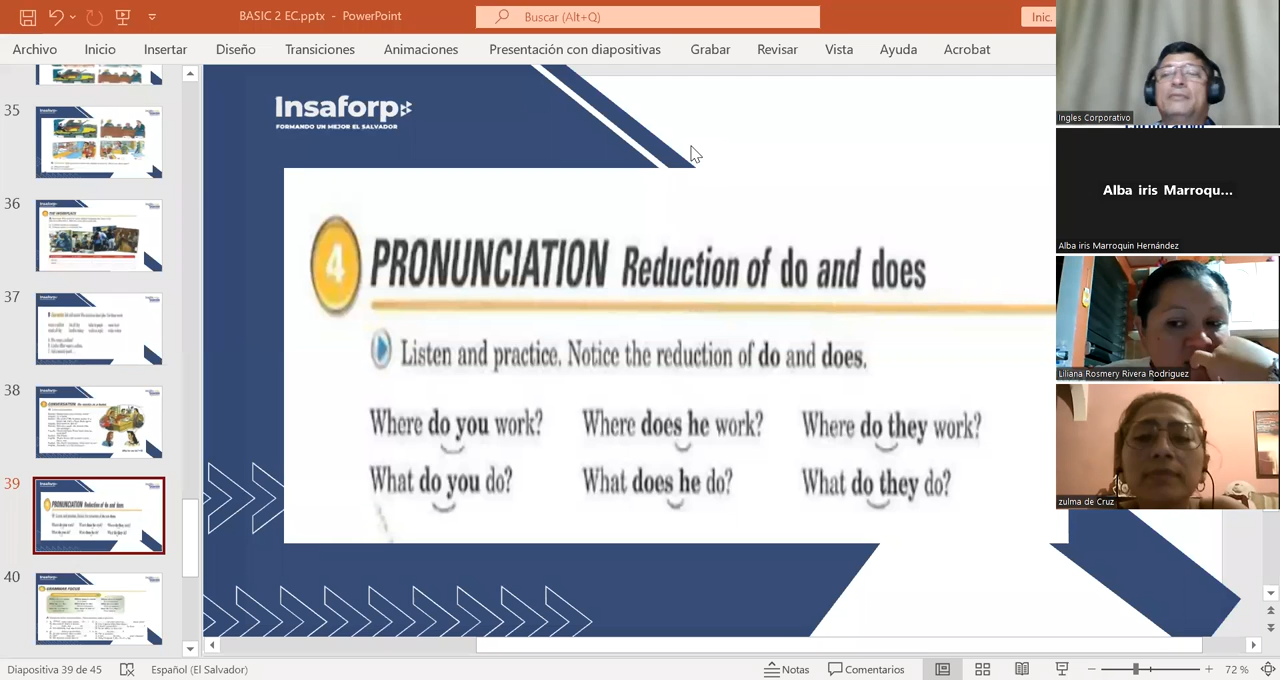 BASIC 2 EC.pptx - PowerPoint
Buscar (Alt+Q)
Inic.
Archivo Inicio Insertar Diseño Transiciones Animaciones Presentación con diapositivas Grabar Revisar Vista Ayuda Acrobat
35
36
37
38
39
40
Insaforp
FORMANDO UN MEJOR EL SALVADOR
4 PRONUNCIATION Reduction of do and does
Listen and practice. Notice the reduction of do and does.
Where do you work? Where does he work? Where do they work?
What do you do? What does he do? What do they do?
Ingles Corporativo
Alba iris Marroqu...
Alba iris Marroquin Hernández
Liliana Rosmery Rivera Rodriguez
zulma de Cruz
Diapositiva 39 de 45 Español (El Salvador) Notas Comentarios 72 %